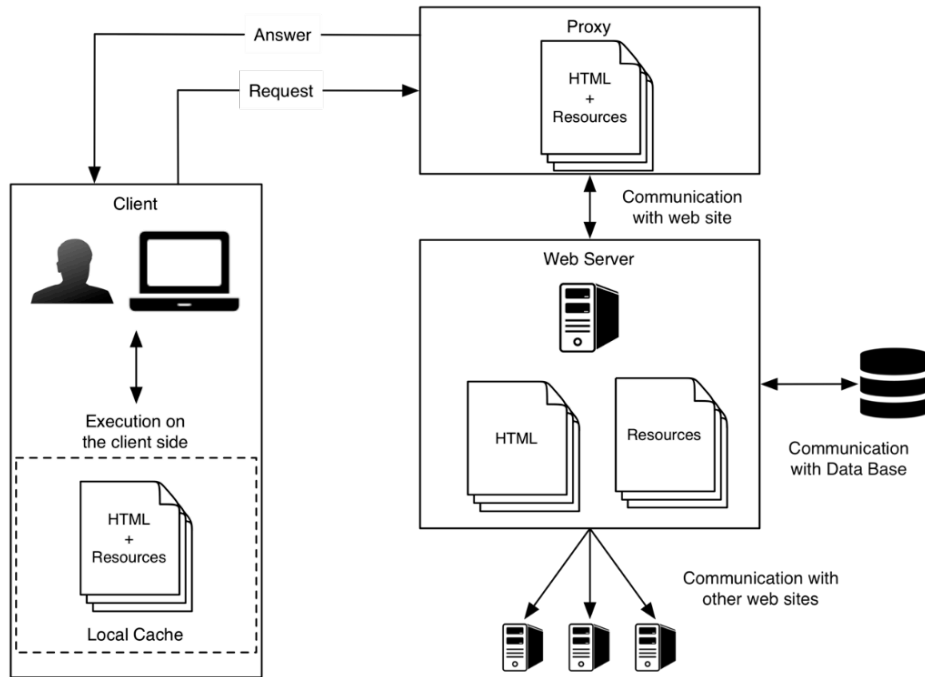 Answer
Request
Proxy
HTML
+
Resources
Communication
with web site
Client
Execution on
the client side
HTML
+
Resources
Local Cache
Web Server
HTML
Resources
Communication
with Data Base
Communication with
other web sites